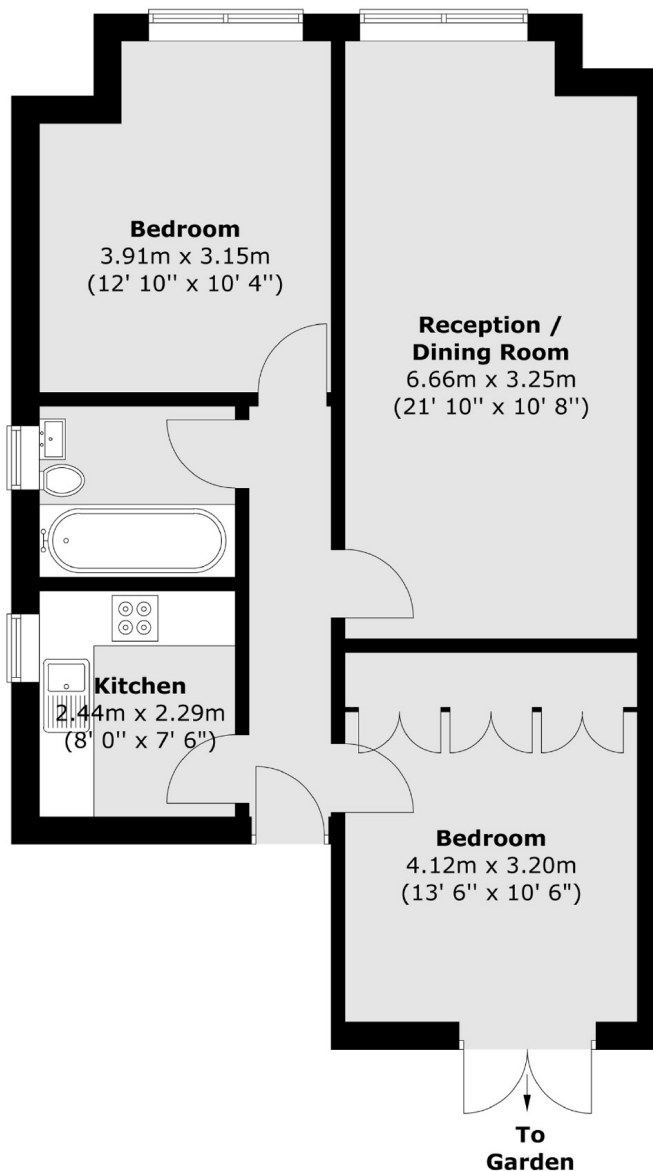 Bedroom
3.91m x 3.15m
(12' 10'' x 10' 4'')
Reception /
Dining Room
6.66m x 3.25m
(21' 10'' x 10' 8'')
Kitchen
2.44m x 2.29m
(8' 0'' x 7' 6")
Bedroom
4.12m x 3.20m
(13' 6'' x 10' 6")
To
Garden